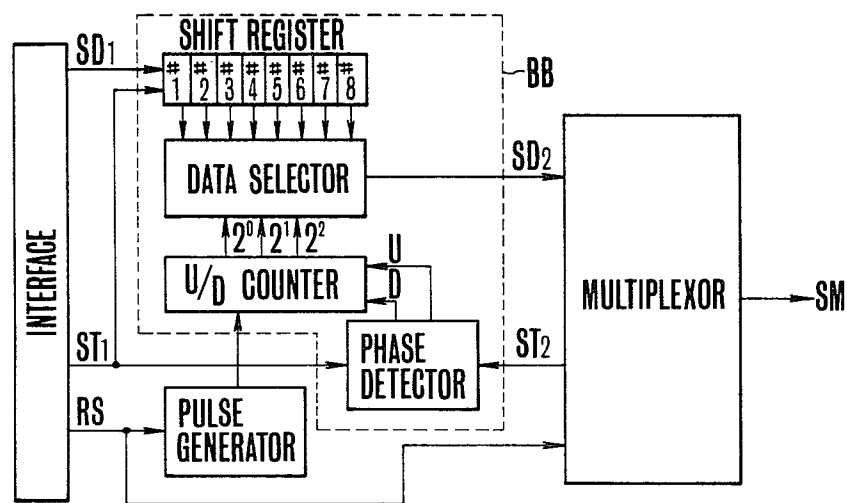 SHIFT REGISTER
SD1
#1 #2 #3 #4 #5 #6 #7 #8
BB
DATA SELECTOR
SD2
2⁰ 2¹ 2²
U
D
U/D COUNTER
INTERFACE
MULTIPLEXOR
SM
ST1
PHASE
DETECTOR
ST2
RS
PULSE
GENERATOR